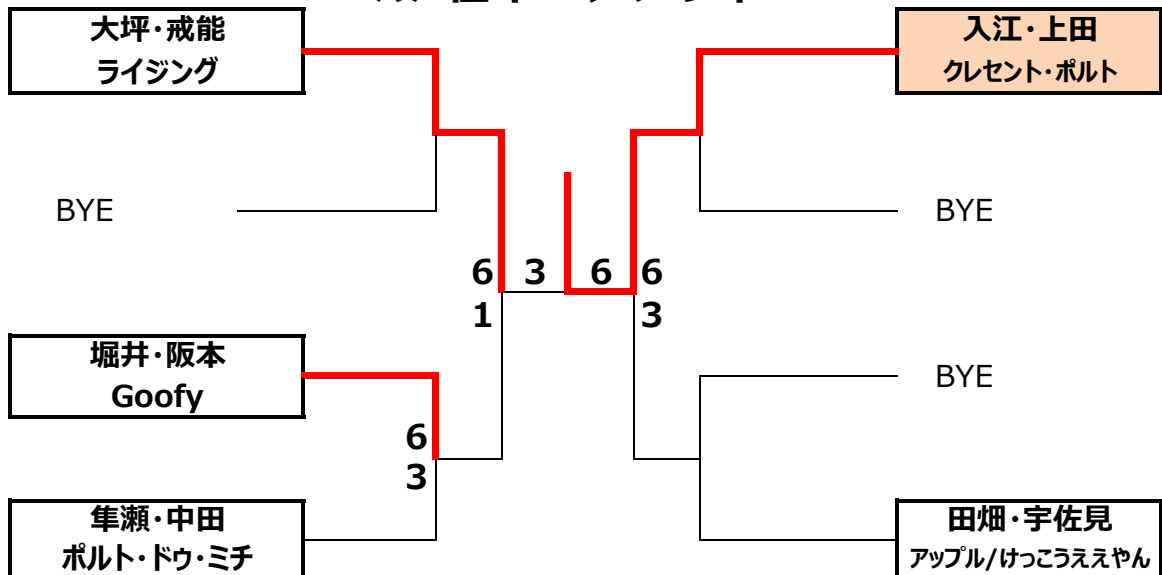 大坪・戒能
ライジング
入江・上田
クレセント・ポルト
BYE
BYE
6 3 6 6
1 3
堀井・阪本
Goofy
BYE
6
3
隼瀬・中田
ポルト・ドゥ・ミチ
田畑・宇佐見
アップル/けっこうええやん